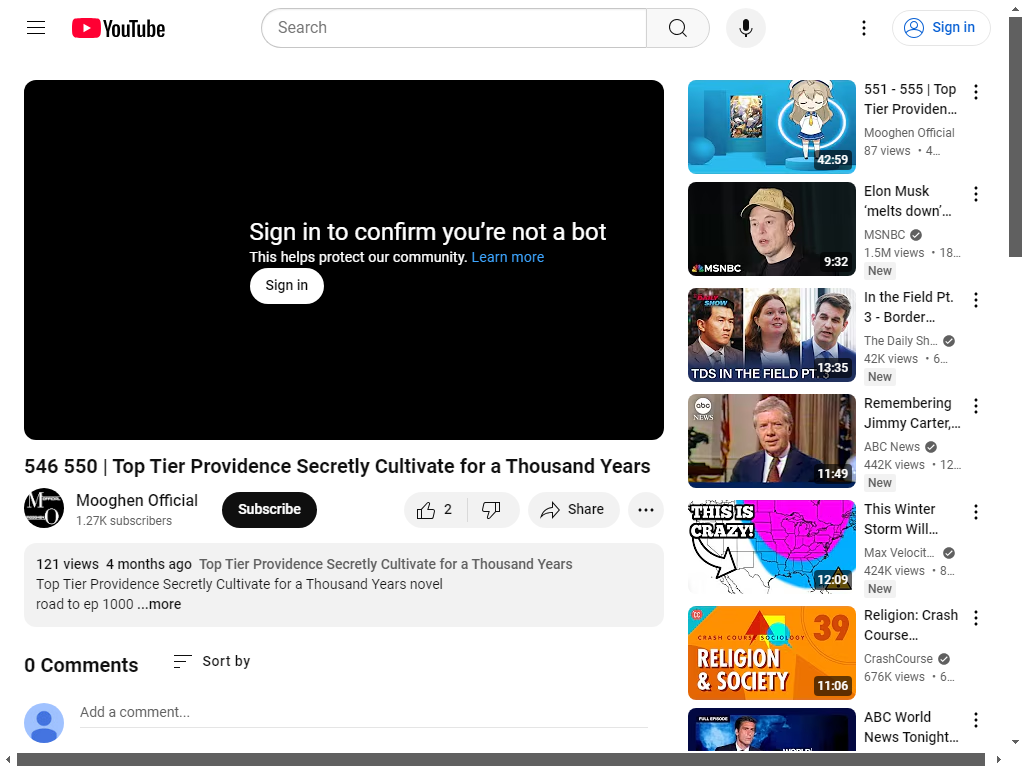 YouTube
Search
Sign in
Sign in to confirm you're not a bot
This helps protect our community. Learn more
Sign in
546 550 | Top Tier Providence Secretly Cultivate for a Thousand Years
Mooghen Official
1.27K subscribers
Subscribe
2
Share
121 views 4 months ago Top Tier Providence Secretly Cultivate for a Thousand Years
Top Tier Providence Secretly Cultivate for a Thousand Years novel
road to ep 1000 ...more
0 Comments
Sort by
Add a comment...
42:59
551 - 555 | Top
Tier Providen...
Mooghen Official
87 views • 4...
MSNBC
9:32
Elon Musk
‘melts down’...
MSNBC
1.5M views • 18...
New
DAILY
SHOW
TDS IN THE FIELD PT.
13:35
In the Field Pt.
3 - Border...
The Daily Sh...
42K views • 6...
New
abc
NEWS
11:49
Remembering
Jimmy Carter,...
ABC News
442K views • 12...
New
THIS IS
CRAZY!
12:09
This Winter
Storm Will...
Max Velocit...
424K views • 8...
New
CC
CRASH COURSE SOCIOLOGY
39
RELIGION
& SOCIETY
11:06
Religion: Crash
Course...
CrashCourse
676K views • 6...
FULL EPISODE
ABC World
News Tonight...